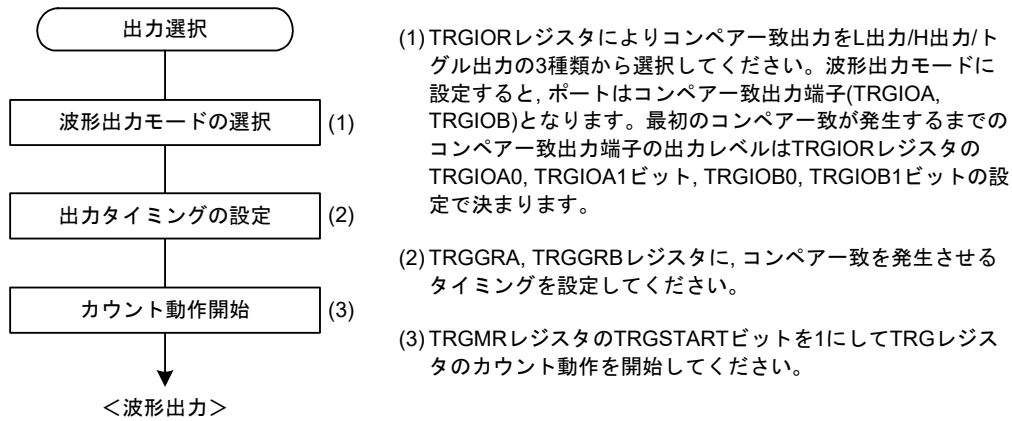 出力選択
波形出力モードの選択 (1)
出力タイミングの設定 (2)
カウント動作開始 (3)
＜波形出力＞
(1) TRGIORレジスタによりコンペアー致出力をL出力/H出力/ト
グル出力の3種類から選択してください。波形出力モードに
設定すると, ポートはコンペアー致出力端子(TRGIOA,
TRGIOB)となります。最初のコンペアー致が発生するまでの
コンペアー致出力端子の出力レベルはTRGIORレジスタの
TRGIOA0, TRGIOA1ビット, TRGIOB0, TRGIOB1ビットの設
定で決まります。
(2) TRGGRA, TRGGRBレジスタに, コンペアー致を発生させる
タイミングを設定してください。
(3) TRGMRレジスタのTRGSTARTビットを1にしてTRGレジス
タのカウント動作を開始してください。